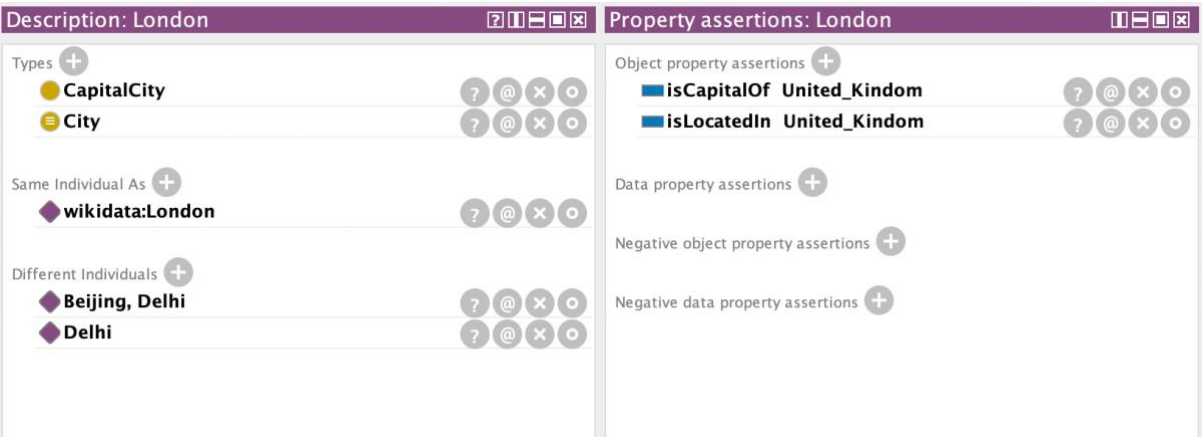 Description: London
Types
CapitalCity
City
Same Individual As
wikidata:London
Different Individuals
Beijing, Delhi
Delhi
Property assertions: London
Object property assertions
isCapitalOf United_Kindom
isLocatedIn United_Kindom
Data property assertions
Negative object property assertions
Negative data property assertions